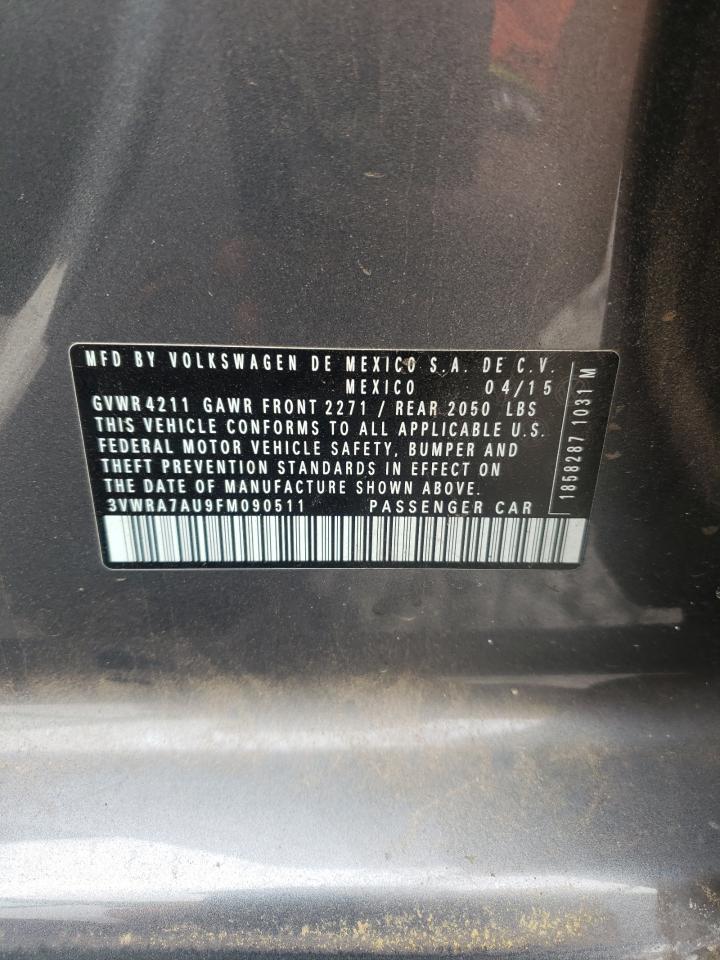 MFD BY VOLKSWAGEN DE MEXICO S.A. DE C.V.
MEXICO 04/15
GVWR 4211 GAWR FRONT 2271 / REAR 2050 LBS
THIS VEHICLE CONFORMS TO ALL APPLICABLE U.S.
FEDERAL MOTOR VEHICLE SAFETY, BUMPER AND
THEFT PREVENTION STANDARDS IN EFFECT ON
THE DATE OF MANUFACTURE SHOWN ABOVE.
3VWRA7AU9FM090511 PASSENGER CAR
1858287 1031 M